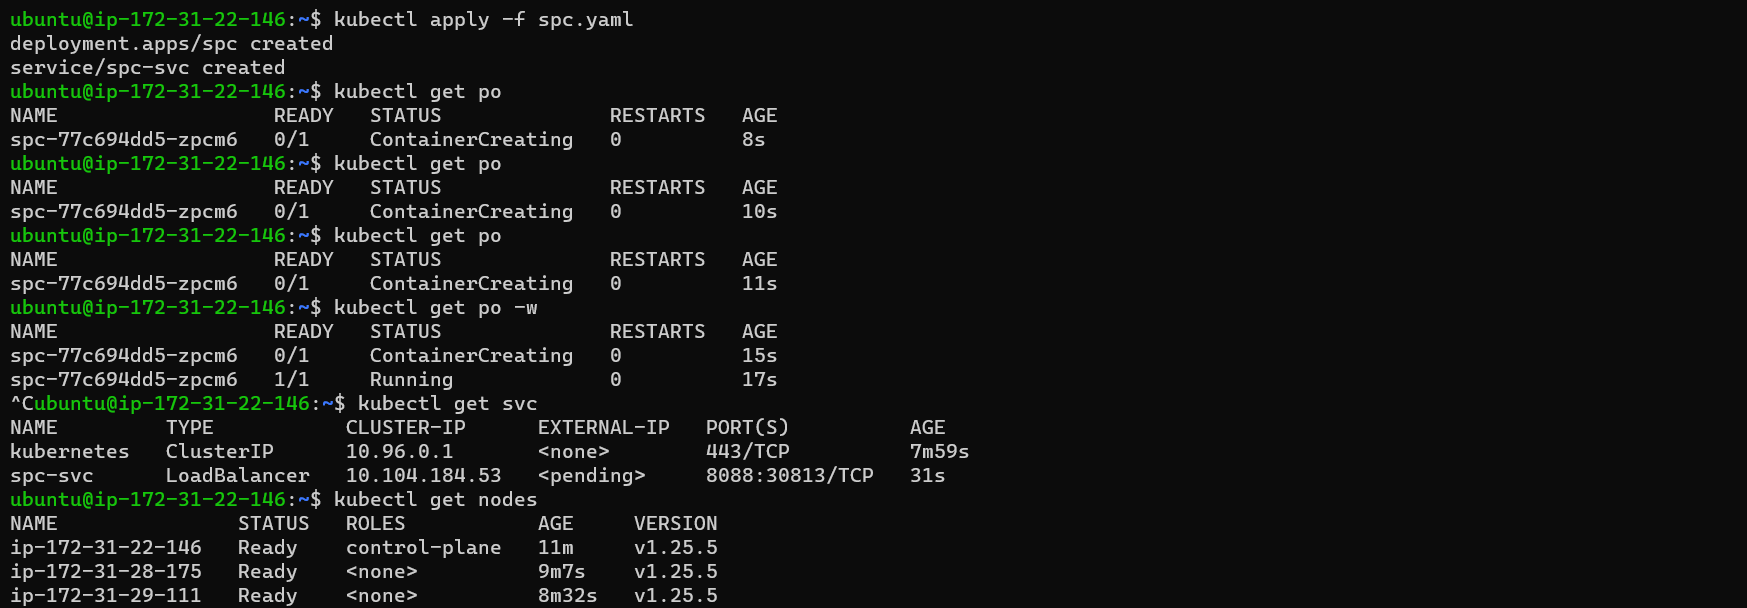 ubuntu@ip-172-31-22-146:~$ kubectl apply -f spc.yaml
deployment.apps/spc created
service/spc-svc created
ubuntu@ip-172-31-22-146:~$ kubectl get po
NAME                  READY   STATUS              RESTARTS   AGE
spc-77c694dd5-zpcm6   0/1     ContainerCreating   0          8s
ubuntu@ip-172-31-22-146:~$ kubectl get po
NAME                  READY   STATUS              RESTARTS   AGE
spc-77c694dd5-zpcm6   0/1     ContainerCreating   0          10s
ubuntu@ip-172-31-22-146:~$ kubectl get po
NAME                  READY   STATUS              RESTARTS   AGE
spc-77c694dd5-zpcm6   0/1     ContainerCreating   0          11s
ubuntu@ip-172-31-22-146:~$ kubectl get po -w
NAME                  READY   STATUS              RESTARTS   AGE
spc-77c694dd5-zpcm6   0/1     ContainerCreating   0          15s
spc-77c694dd5-zpcm6   1/1     Running             0          17s
^Cubuntu@ip-172-31-22-146:~$ kubectl get svc
NAME         TYPE           CLUSTER-IP      EXTERNAL-IP   PORT(S)          AGE
kubernetes   ClusterIP      10.96.0.1       <none>        443/TCP          7m59s
spc-svc      LoadBalancer   10.104.184.53   <pending>     8088:30813/TCP   31s
ubuntu@ip-172-31-22-146:~$ kubectl get nodes
NAME               STATUS   ROLES           AGE     VERSION
ip-172-31-22-146   Ready    control-plane   11m     v1.25.5
ip-172-31-28-175   Ready    <none>          9m7s    v1.25.5
ip-172-31-29-111   Ready    <none>          8m32s   v1.25.5